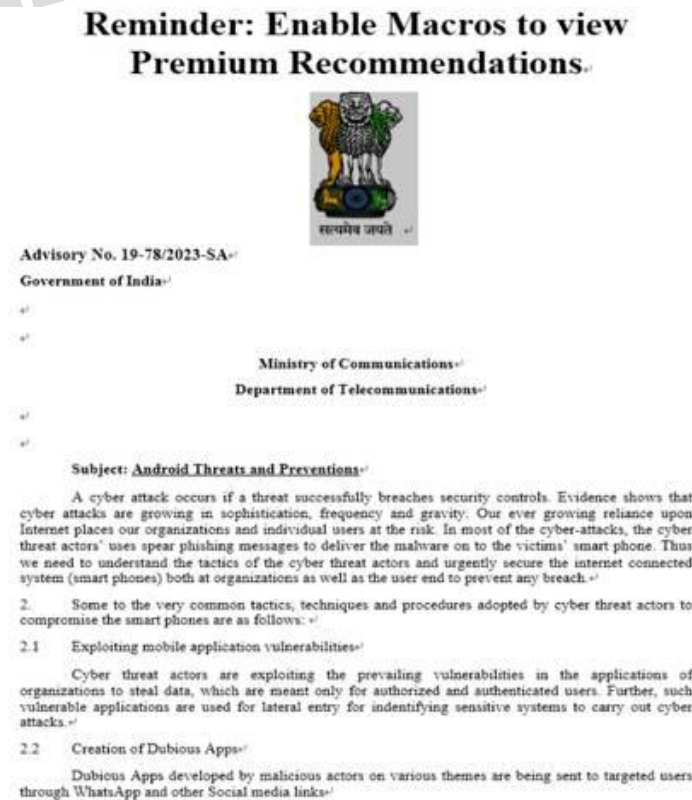 Reminder: Enable Macros to view
Premium Recommendations
सत्यमेव जयते
Advisory No. 19-78/2023-SA
Government of India
Ministry of Communications
Department of Telecommunications
Subject: Android Threats and Preventions
A cyber attack occurs if a threat successfully breaches security controls. Evidence shows that
cyber attacks are growing in sophistication, frequency and gravity. Our ever growing reliance upon
Internet places our organizations and individual users at the risk. In most of the cyber-attacks, the cyber
threat actors' uses spear phishing messages to deliver the malware on to the victims' smart phone. Thus
we need to understand the tactics of the cyber threat actors and urgently secure the internet connected
system (smart phones) both at organizations as well as the user end to prevent any breach.
2. Some to the very common tactics, techniques and procedures adopted by cyber threat actors to
compromise the smart phones are as follows:
2.1 Exploiting mobile application vulnerabilities
Cyber threat actors are exploiting the prevailing vulnerabilities in the applications of
organizations to steal data, which are meant only for authorized and authenticated users. Further, such
vulnerable applications are used for lateral entry for indentifying sensitive systems to carry out cyber
attacks.
2.2 Creation of Dubious Apps
Dubious Apps developed by malicious actors on various themes are being sent to targeted users
through WhatsApp and other Social media links